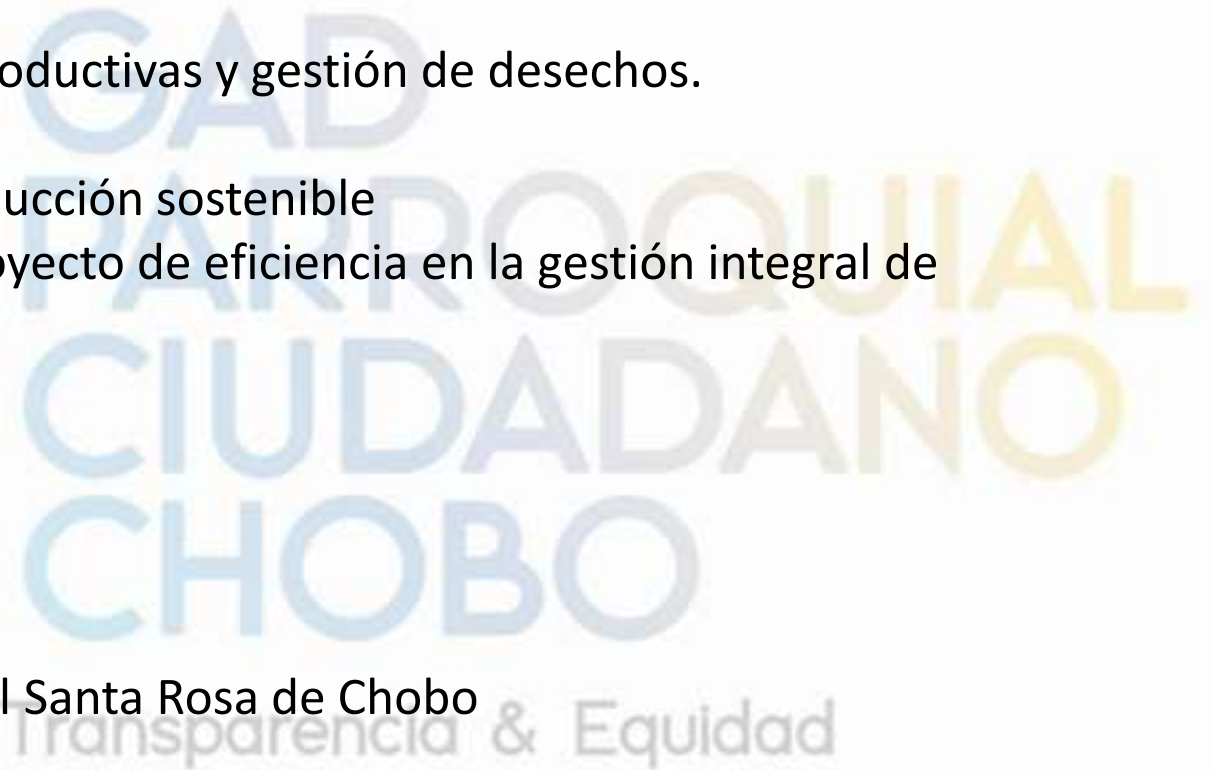 GAD
oductivas y gestión de desechos.
PARROQUIAL
ucción sostenible
oyecto de eficiencia en la gestión integral de
CIUDADANO
CHOBO
l Santa Rosa de Chobo
Transparencia & Equidad